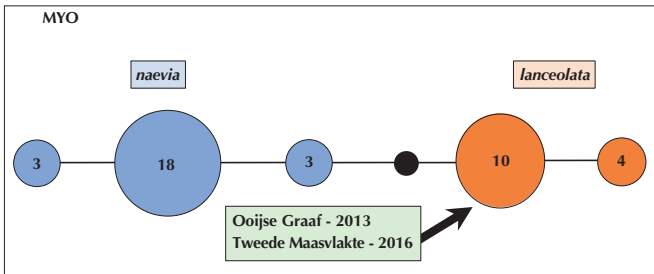 MYO
naevia
lanceolata
3
18
3
10
4
Ooijse Graaf - 2013
Tweede Maasvlakte - 2016